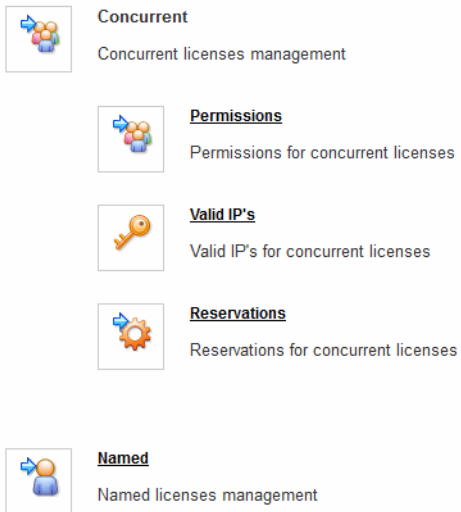 Concurrent
Concurrent licenses management
Permissions
Permissions for concurrent licenses
Valid IP's
Valid IP's for concurrent licenses
Reservations
Reservations for concurrent licenses
Named
Named licenses management